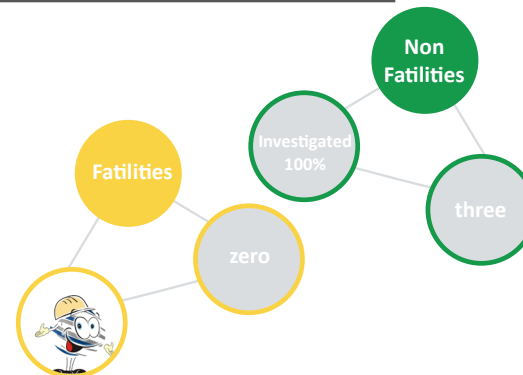 Non
Fatilities
Investigated
100%
Fatilities
three
zero